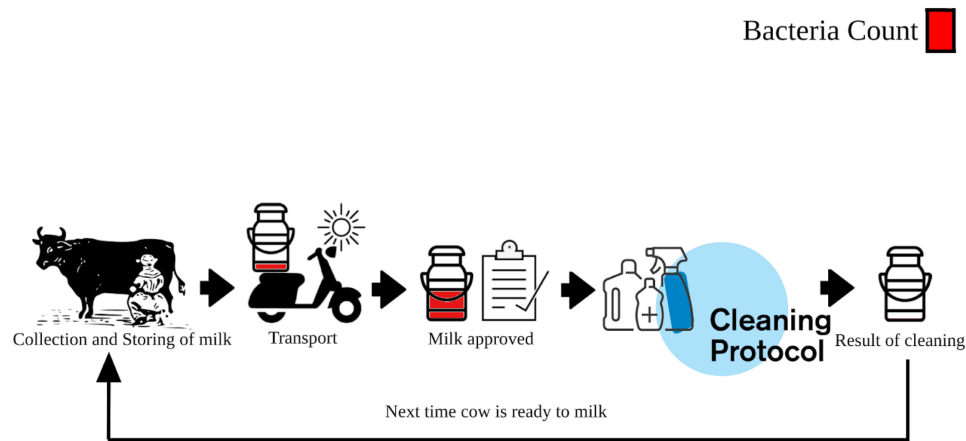 Bacteria Count
Collection and Storing of milk
Transport
Milk approved
Cleaning
Protocol
Result of cleaning
Next time cow is ready to milk